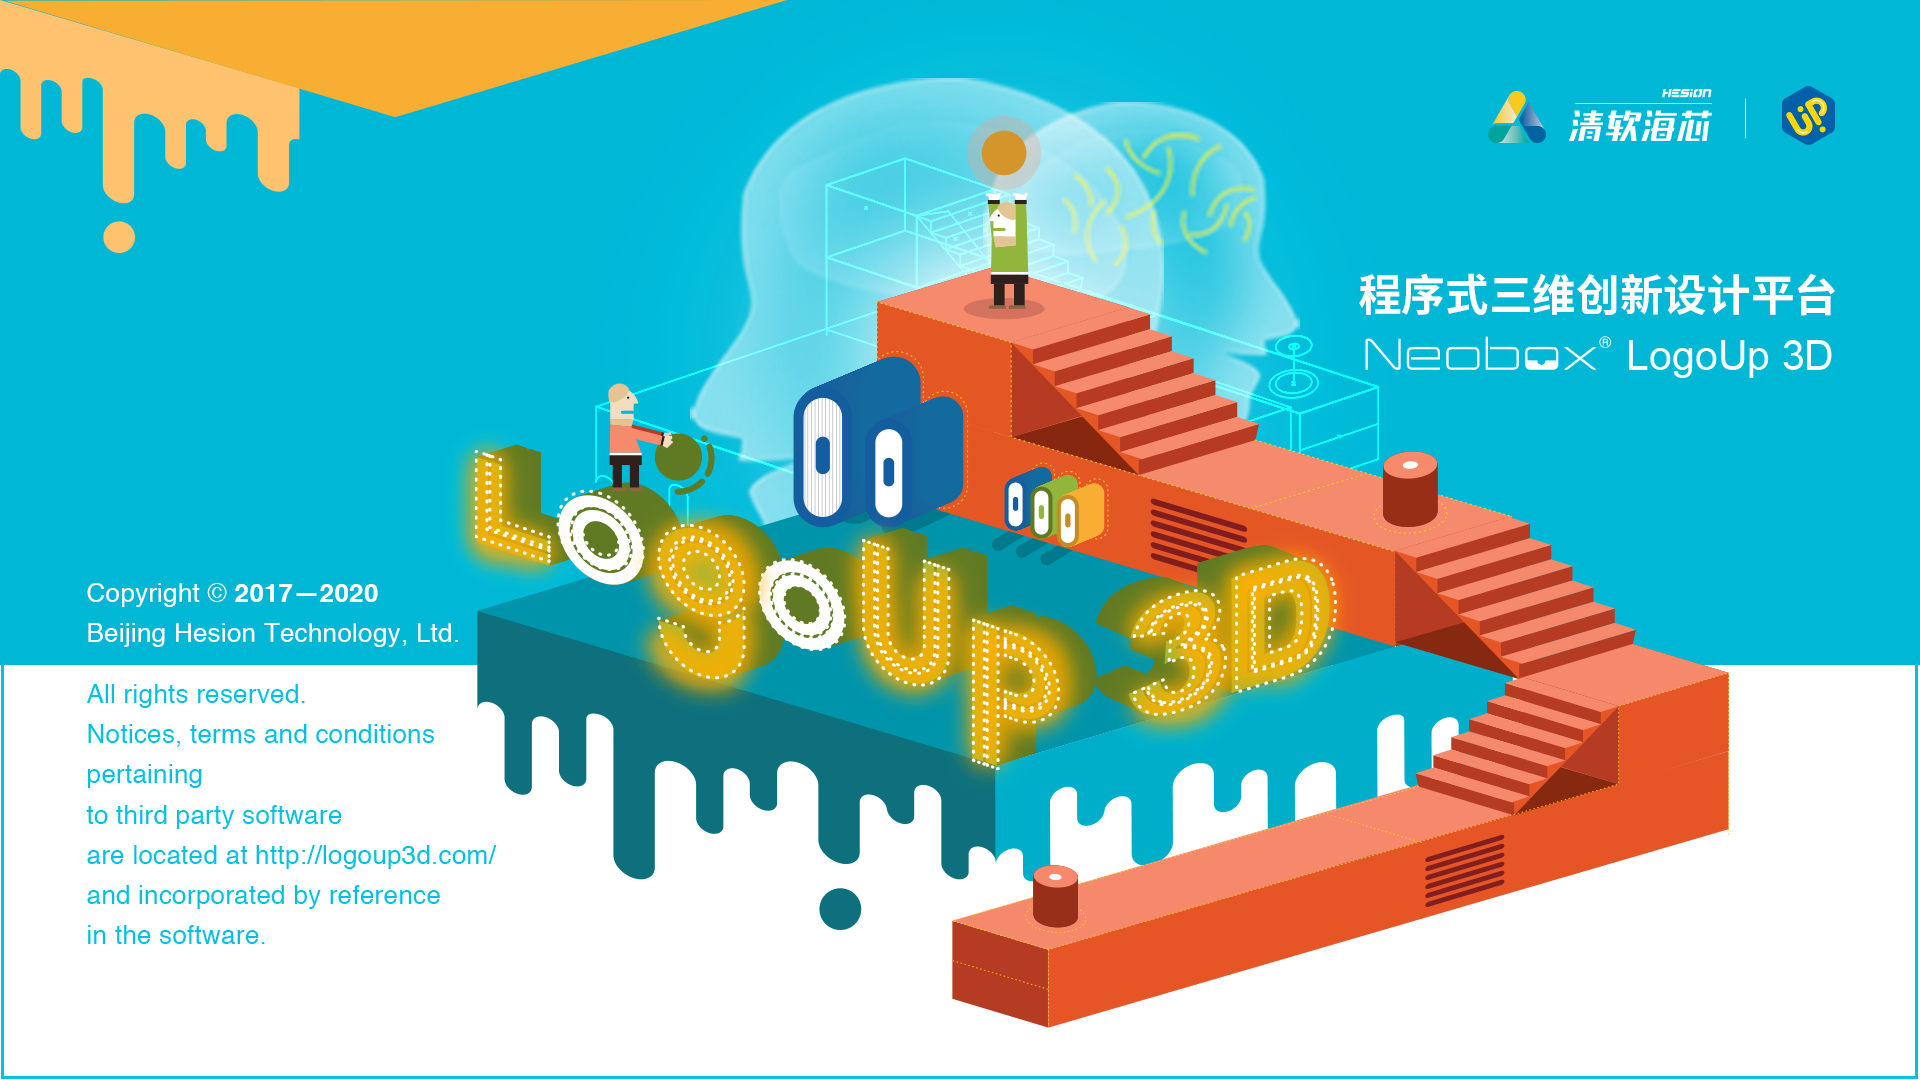 HESION
清软海芯
UP
程序式三维创新设计平台
Neobox® LogoUp 3D
LogoUp 3D
Copyright © 2017—2020
Beijing Hesion Technology, Ltd.
All rights reserved.
Notices, terms and conditions
pertaining
to third party software
are located at http://logoup3d.com/
and incorporated by reference
in the software.